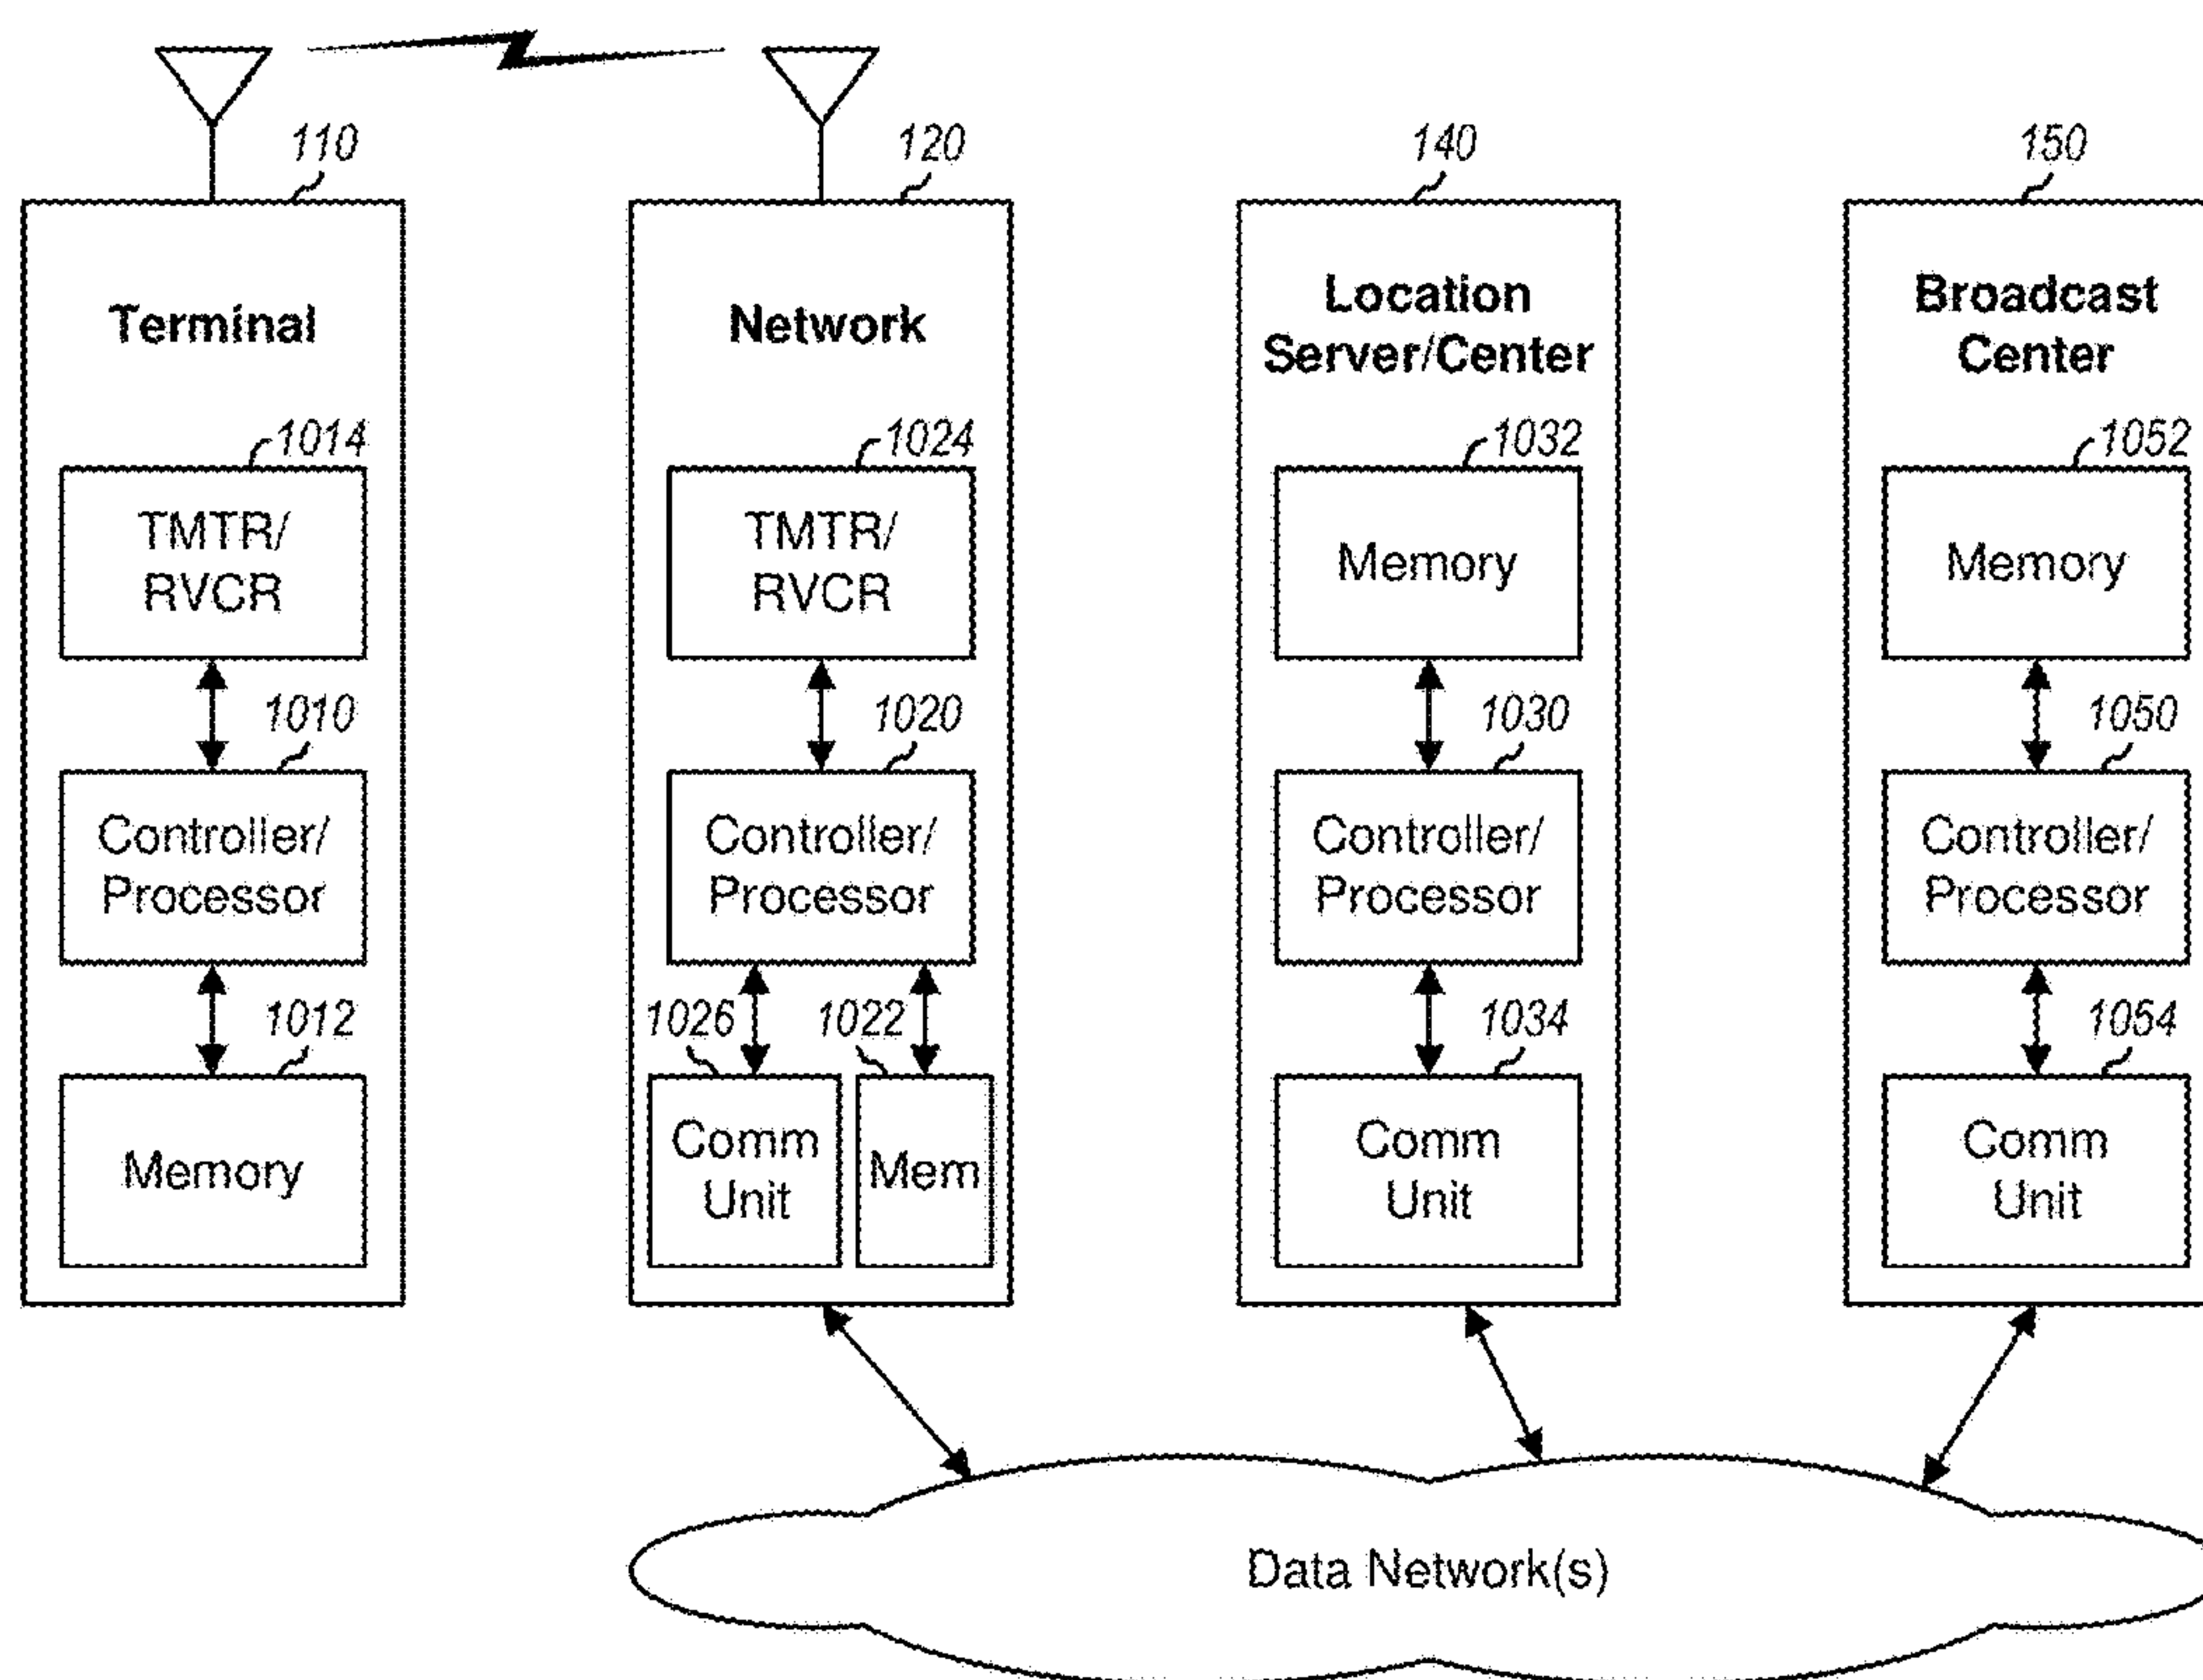 110
120
140
150
Terminal
Network
Location
Server/Center
Broadcast
Center
1014
1024
1032
1052
TMTR/
RVCR
TMTR/
RVCR
Memory
Memory
1010
1020
1030
1050
Controller/
Processor
Controller/
Processor
Controller/
Processor
Controller/
Processor
1012
1026
1022
1034
1054
Memory
Comm
Unit
Mem
Comm
Unit
Comm
Unit
Data Network(s)